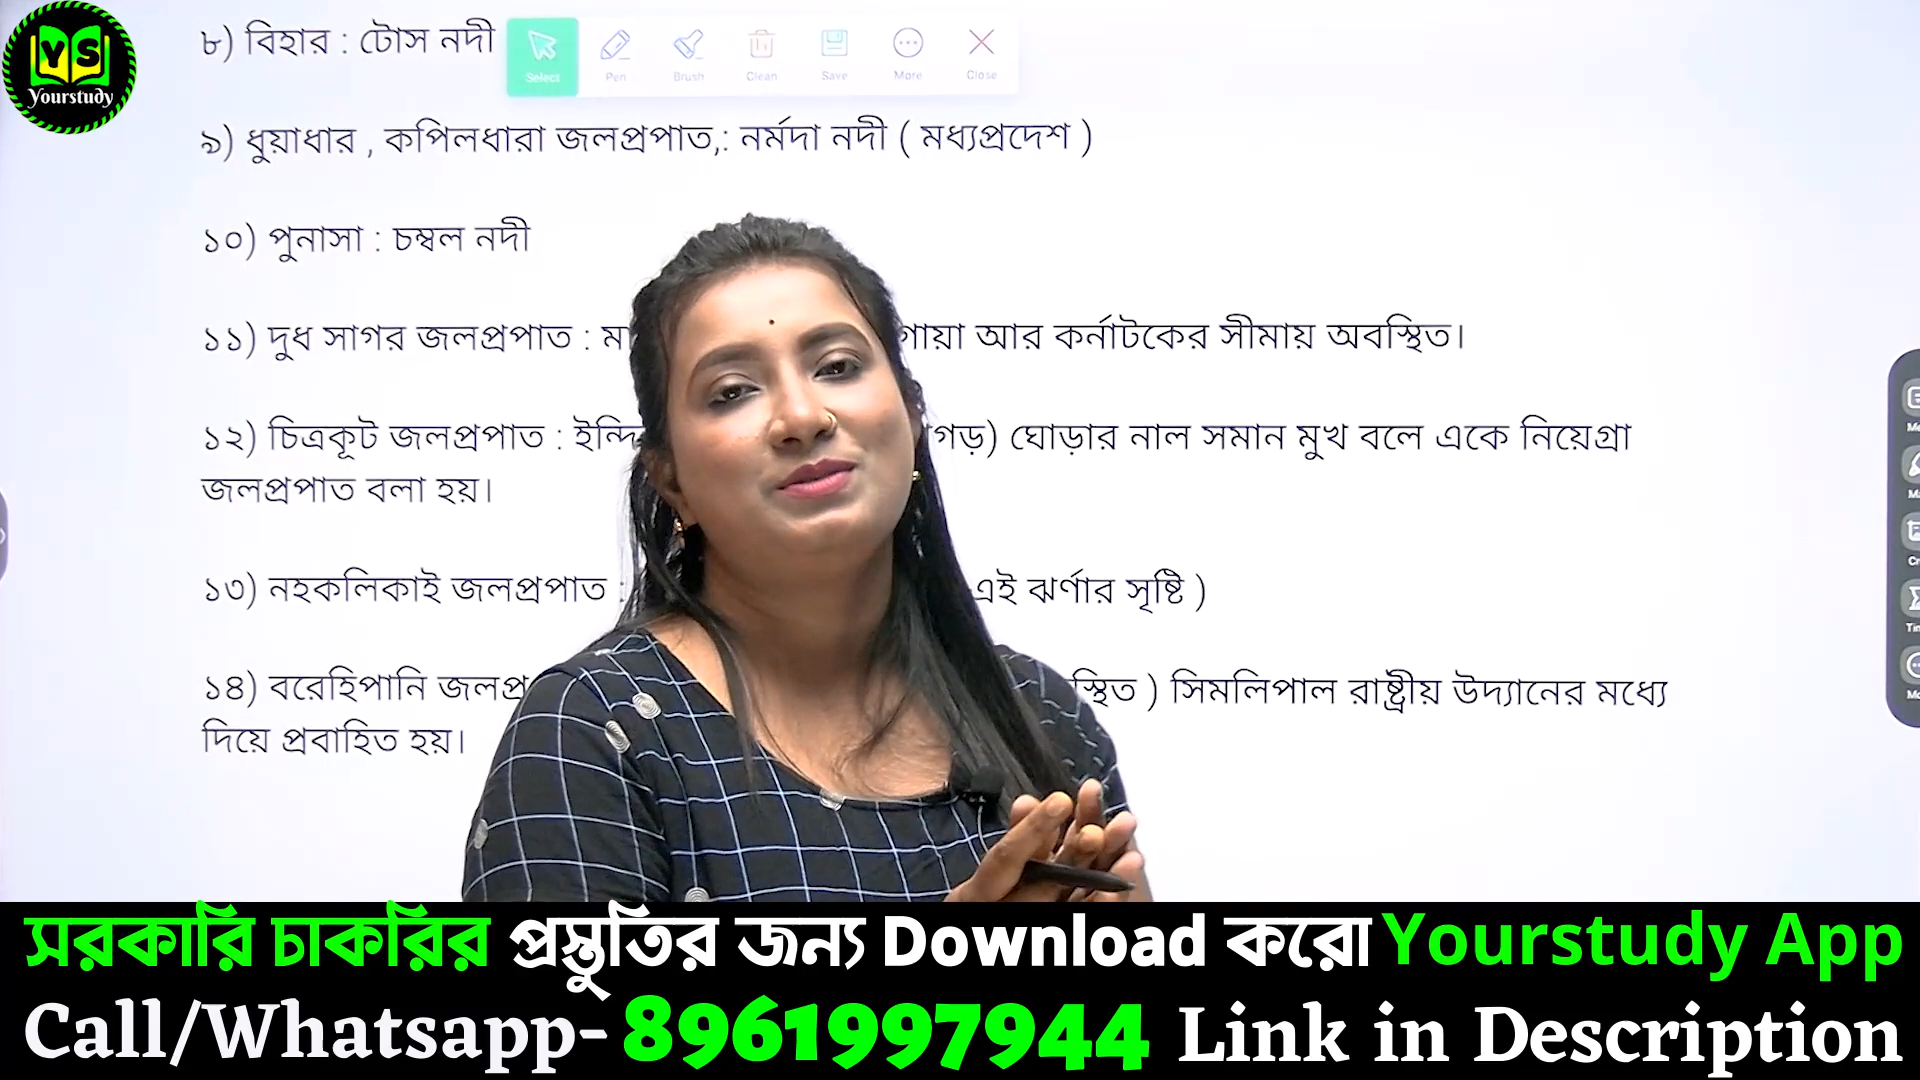 YS
Yourstudy
৮) বিহার : টোস নদী
Select Pen Brush Clean Save More Close
৯) ধুয়াধার , কপিলধারা জলপ্রপাত,: নর্মদা নদী ( মধ্যপ্রদেশ )
১০) পুনাসা : চম্বল নদী
১১) দুধ সাগর জলপ্রপাত : আর কর্নাটকের সীমায় অবস্থিত।
১২) চিত্রকূট জলপ্রপাত : ঘোড়ার নাল সমান মুখ বলে একে নিয়েগ্রা
জলপ্রপাত বলা হয়।
১৩) নহকলিকাই জলপ্রপাত : এই ঝর্ণার সৃষ্টি )
১৪) বরেহিপানি ) সিমলিপাল রাষ্ট্রীয় উদ্যানের মধ্যে
দিয়ে প্রবাহিত হয়।
সরকারি চাকরির প্রস্তুতির জন্য Download করো Yourstudy App
Call/Whatsapp- 8961997944 Link in Description